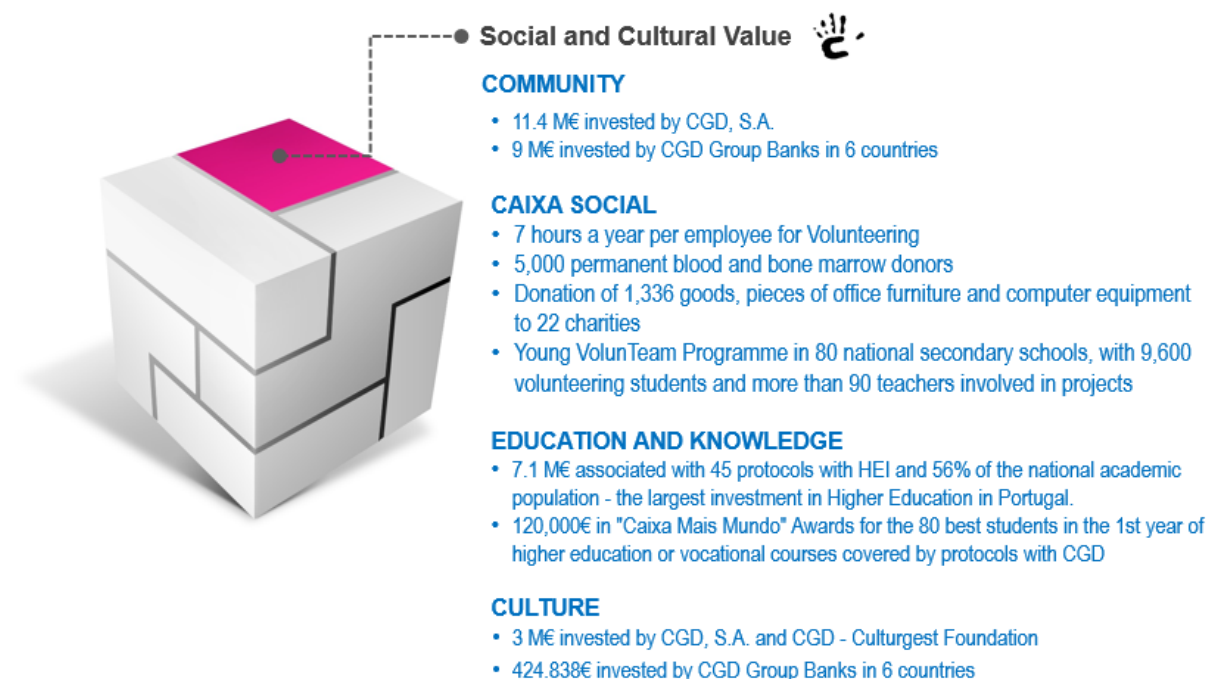 Social and Cultural Value
COMMUNITY
• 11.4 M€ invested by CGD, S.A.
• 9 M€ invested by CGD Group Banks in 6 countries
CAIXA SOCIAL
• 7 hours a year per employee for Volunteering
• 5,000 permanent blood and bone marrow donors
• Donation of 1,336 goods, pieces of office furniture and computer equipment
to 22 charities
• Young VolunTeam Programme in 80 national secondary schools, with 9,600
volunteering students and more than 90 teachers involved in projects
EDUCATION AND KNOWLEDGE
• 7.1 M€ associated with 45 protocols with HEI and 56% of the national academic
population - the largest investment in Higher Education in Portugal.
• 120,000€ in "Caixa Mais Mundo" Awards for the 80 best students in the 1st year of
higher education or vocational courses covered by protocols with CGD
CULTURE
• 3 M€ invested by CGD, S.A. and CGD - Culturgest Foundation
• 424.838€ invested by CGD Group Banks in 6 countries